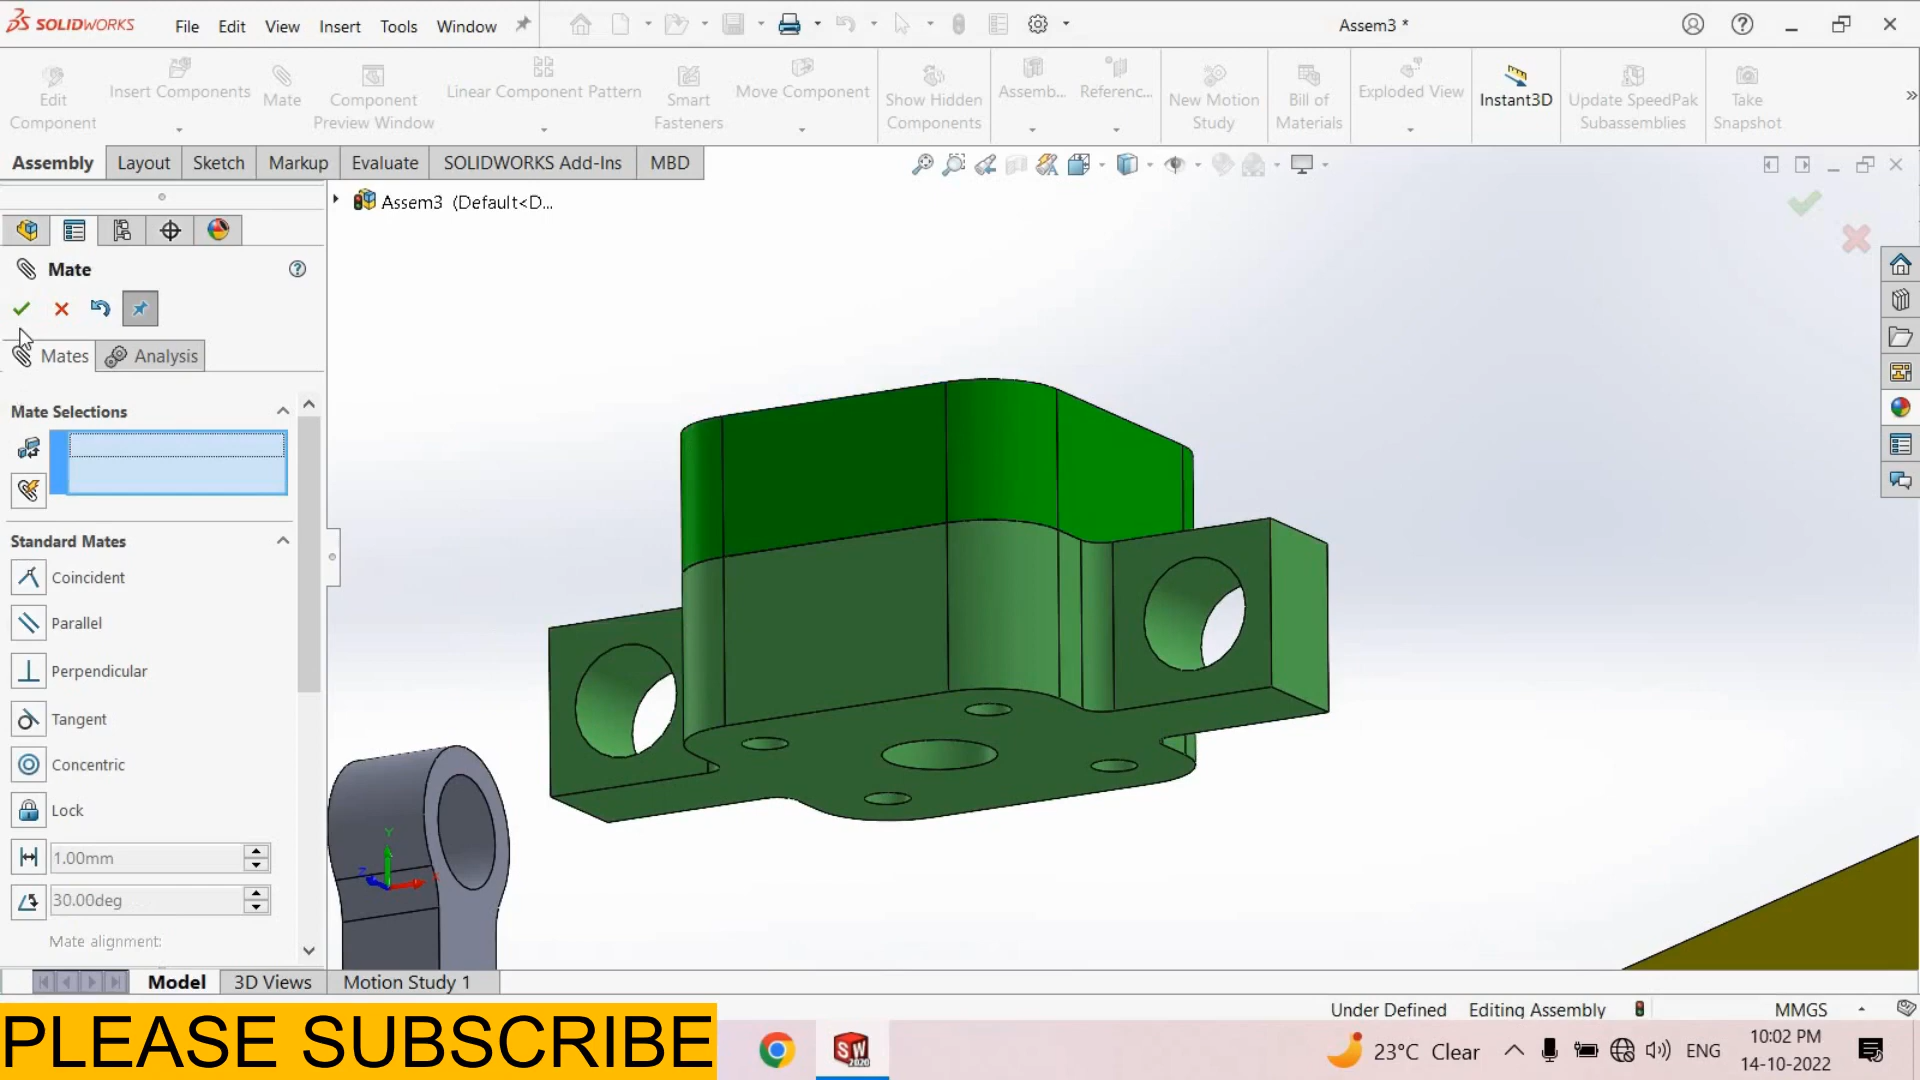 SOLIDWORKS
File Edit View Insert Tools Window
Assem3 *
Edit Component
Insert Components
Mate
Component Preview Window
Linear Component Pattern
Smart Fasteners
Move Component
Show Hidden Components
Assemb...
Referenc...
New Motion Study
Bill of Materials
Exploded View
Instant3D
Update SpeedPak Subassemblies
Take Snapshot
Assembly Layout Sketch Markup Evaluate SOLIDWORKS Add-Ins MBD
Assem3 (Default<D...
Mate
Mates Analysis
Mate Selections
Standard Mates
Coincident
Parallel
Perpendicular
Tangent
Concentric
Lock
1.00mm
30.00deg
Mate alignment:
Y
Model 3D Views Motion Study 1
Under Defined Editing Assembly MMGS
PLEASE SUBSCRIBE
SW
2020
23°C Clear
ENG
10:02 PM
14-10-2022